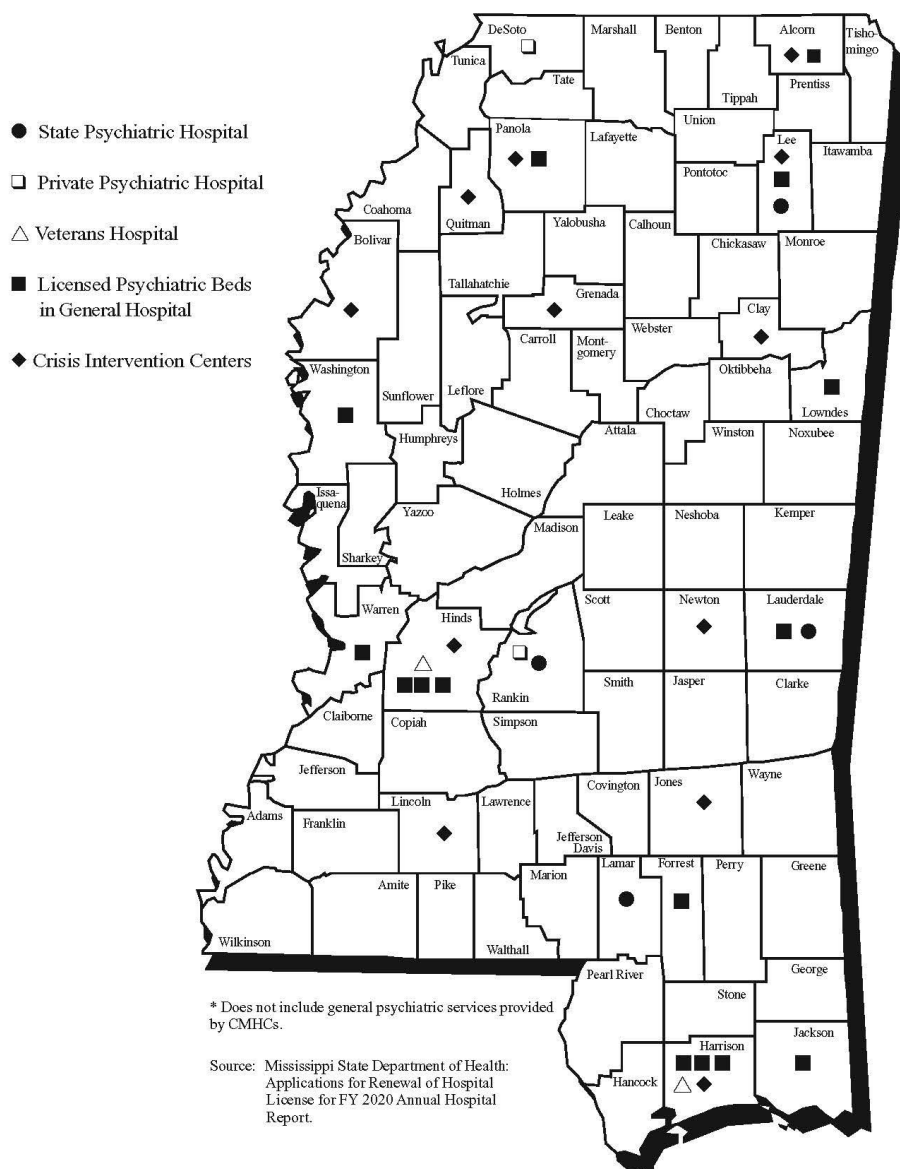 State Psychiatric Hospital
Private Psychiatric Hospital
Veterans Hospital
Licensed Psychiatric Beds
in General Hospital
Crisis Intervention Centers
DeSoto
Marshall
Benton
Alcorn
Tisho-
mingo
Tunica
Tate
Tippah
Prentiss
Panola
Lafayette
Union
Lee
Itawamba
Pontotoc
Coahoma
Quitman
Yalobusha
Calhoun
Chickasaw
Monroe
Bolivar
Tallahatchie
Grenada
Clay
Carroll
Mont-
gomery
Webster
Washington
Sunflower
Leflore
Oktibbeha
Choctaw
Lowndes
Humphreys
Attala
Winston
Noxubee
Issa-
quena
Yazoo
Holmes
Madison
Leake
Neshoba
Kemper
Sharkey
Warren
Hinds
Scott
Newton
Lauderdale
Rankin
Smith
Jasper
Clarke
Claiborne
Copiah
Simpson
Jefferson
Covington
Jones
Wayne
Adams
Franklin
Lincoln
Lawrence
Jefferson
Davis
Marion
Lamar
Forrest
Perry
Greene
Amite
Pike
Wilkinson
Walthall
Pearl River
George
Stone
Jackson
Harrison
Hancock
* Does not include general psychiatric services provided
by CMHCs.
Source: Mississippi State Department of Health:
Applications for Renewal of Hospital
License for FY 2020 Annual Hospital
Report.